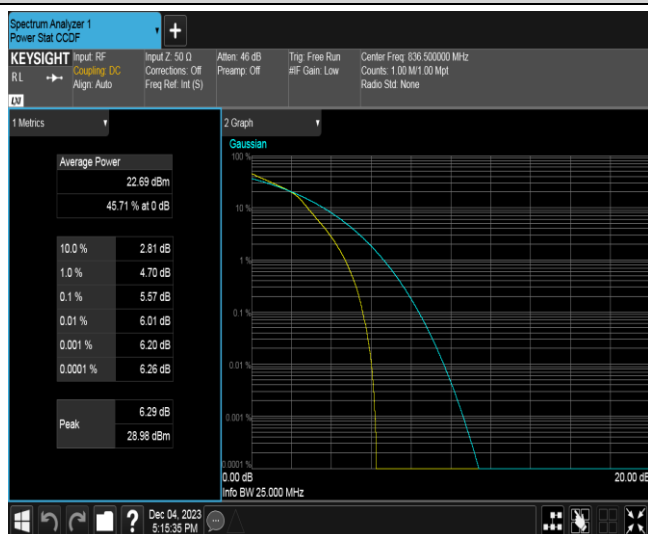 Spectrum Analyzer 1
Power Stat CCDF
KEYSIGHT
RL
LXI
Input: RF
Coupling: DC
Align: Auto
Input Z: 50 Ω
Corrections: Off
Freq Ref: Int (S)
Atten: 46 dB
Preamp: Off
Trig: Free Run
#IF Gain: Low
Center Freq: 836.500000 MHz
Counts: 1.00 M/1.00 Mpt
Radio Std: None
1 Metrics
Average Power
22.69 dBm
45.71 % at 0 dB
10.0 % 2.81 dB
1.0 % 4.70 dB
0.1 % 5.57 dB
0.01 % 6.01 dB
0.001 % 6.20 dB
0.0001 % 6.26 dB
Peak
6.29 dB
28.98 dBm
2 Graph
Gaussian
100 %
10 %
1 %
0.1 %
0.01 %
0.001 %
0.0001 %
0.00 dB
20.00 dB
Info BW 25.000 MHz
Dec 04, 2023
5:15:35 PM